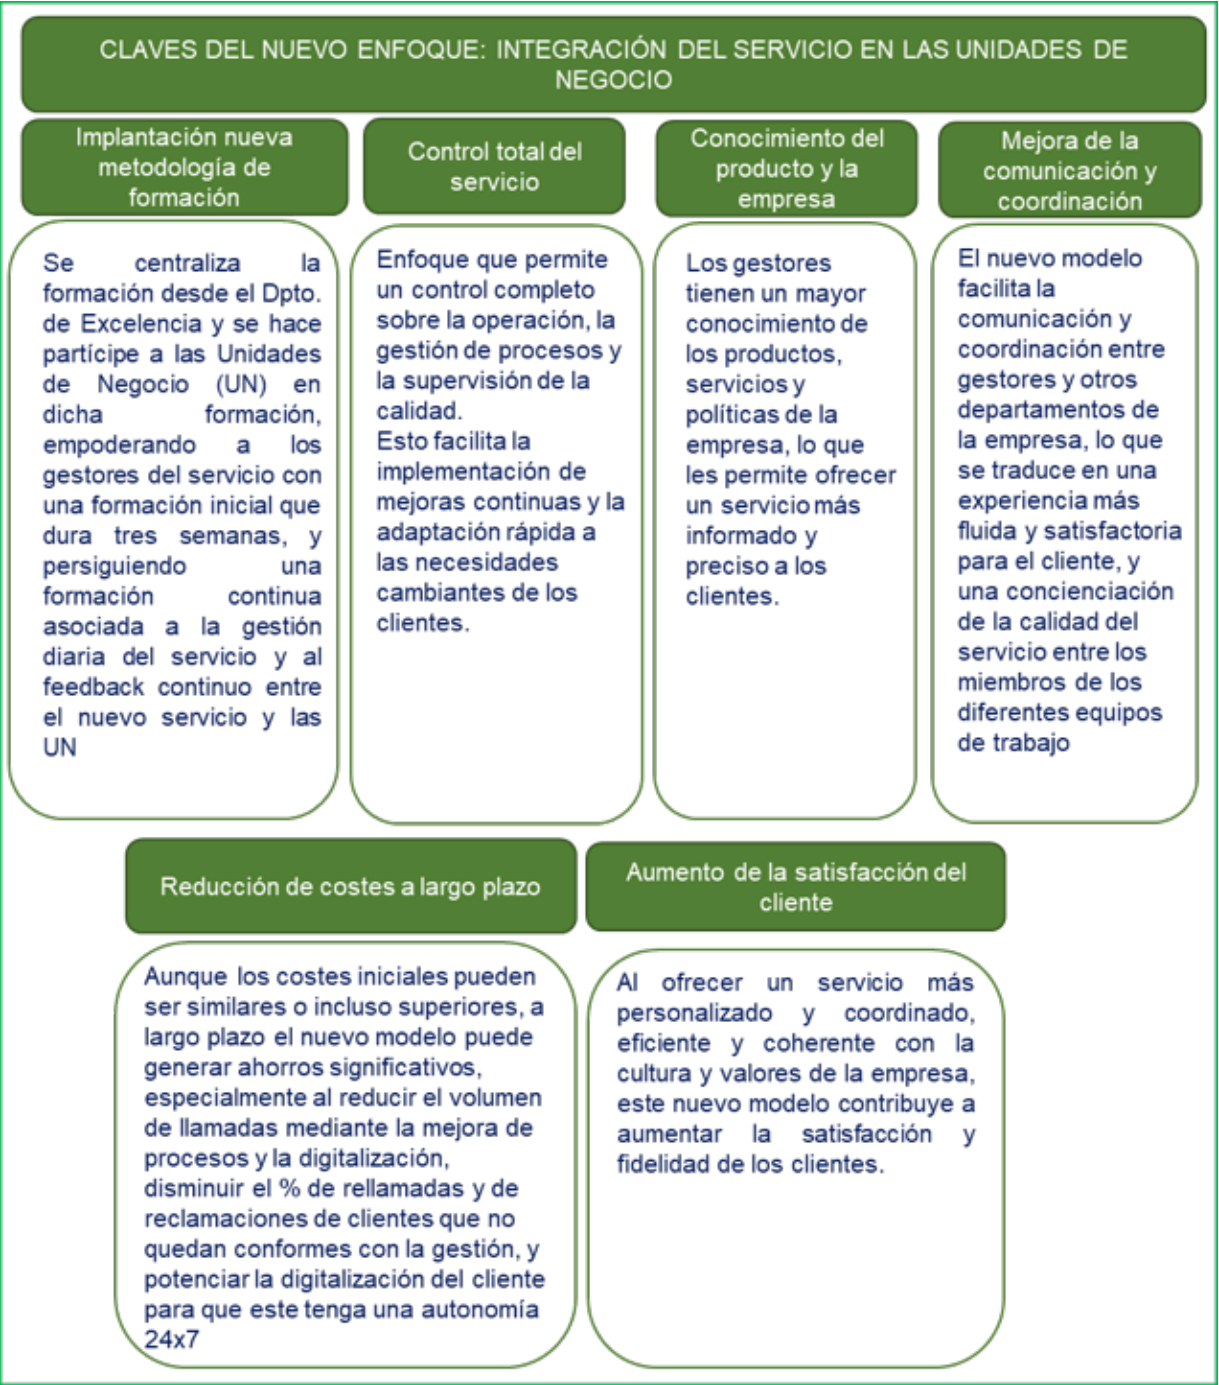 CLAVES DEL NUEVO ENFOQUE: INTEGRACIÓN DEL SERVICIO EN LAS UNIDADES DE
NEGOCIO
Implantación nueva
metodología de
formación
Se centraliza la
formación desde el Dpto.
de Excelencia y se hace
partícipe a las Unidades
de Negocio (UN) en
dicha formación,
empoderando a los
gestores del servicio con
una formación inicial que
dura tres semanas, y
persiguiendo una
formación continua
asociada a la gestión
diaria del servicio y al
feedback continuo entre
el nuevo servicio y las
UN
Control total del
servicio
Enfoque que permite
un control completo
sobre la operación, la
gestión de procesos y
la supervisión de la
calidad.
Esto facilita la
implementación de
mejoras continuas y la
adaptación rápida a
las necesidades
cambiantes de los
clientes.
Conocimiento del
producto y la
empresa
Los gestores
tienen un mayor
conocimiento de
los productos,
servicios y
políticas de la
empresa, lo que
les permite ofrecer
un servicio más
informado y
preciso a los
clientes.
Mejora de la
comunicación y
coordinación
El nuevo modelo
facilita la
comunicación y
coordinación entre
gestores y otros
departamentos de
la empresa, lo que
se traduce en una
experiencia más
fluida y satisfactoria
para el cliente, y
una concienciación
de la calidad del
servicio entre los
miembros de los
diferentes equipos
de trabajo
Reducción de costes a largo plazo
Aunque los costes iniciales pueden
ser similares o incluso superiores, a
largo plazo el nuevo modelo puede
generar ahorros significativos,
especialmente al reducir el volumen
de llamadas mediante la mejora de
procesos y la digitalización,
disminuir el % de rellamadas y de
reclamaciones de clientes que no
quedan conformes con la gestión, y
potenciar la digitalización del cliente
para que este tenga una autonomía
24x7
Aumento de la satisfacción del
cliente
Al ofrecer un servicio más
personalizado y coordinado,
eficiente y coherente con la
cultura y valores de la empresa,
este nuevo modelo contribuye a
aumentar la satisfacción y
fidelidad de los clientes.